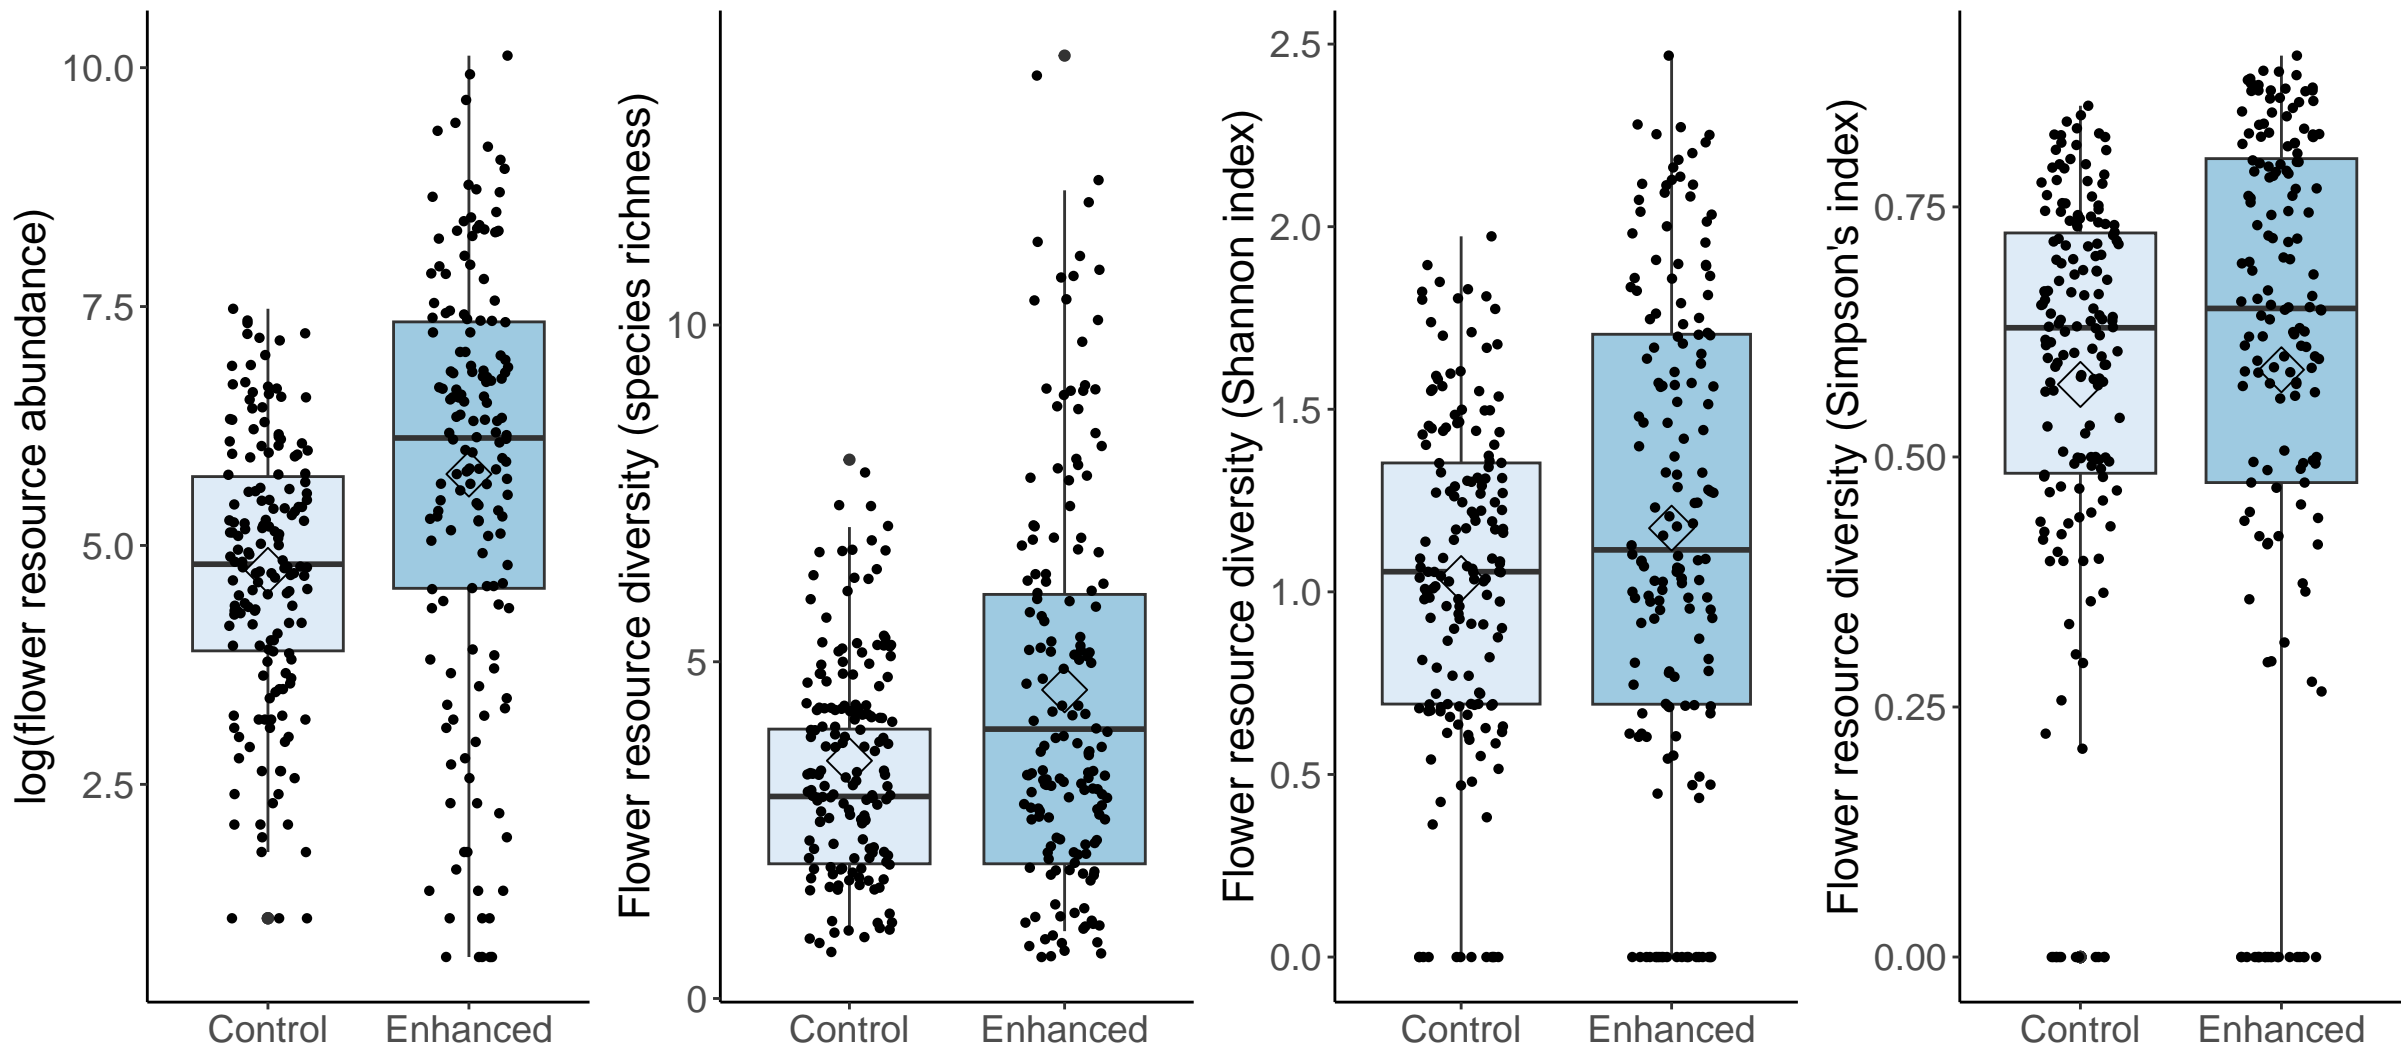 log(flower resource abundance)
10.0
7.5
5.0
2.5
Control
Enhanced
Flower resource diversity (species richness)
10
5
0
Control
Enhanced
Flower resource diversity (Shannon index)
2.5
2.0
1.5
1.0
0.5
0.0
Control
Enhanced
Flower resource diversity (Simpson's index)
0.75
0.50
0.25
0.00
Control
Enhanced